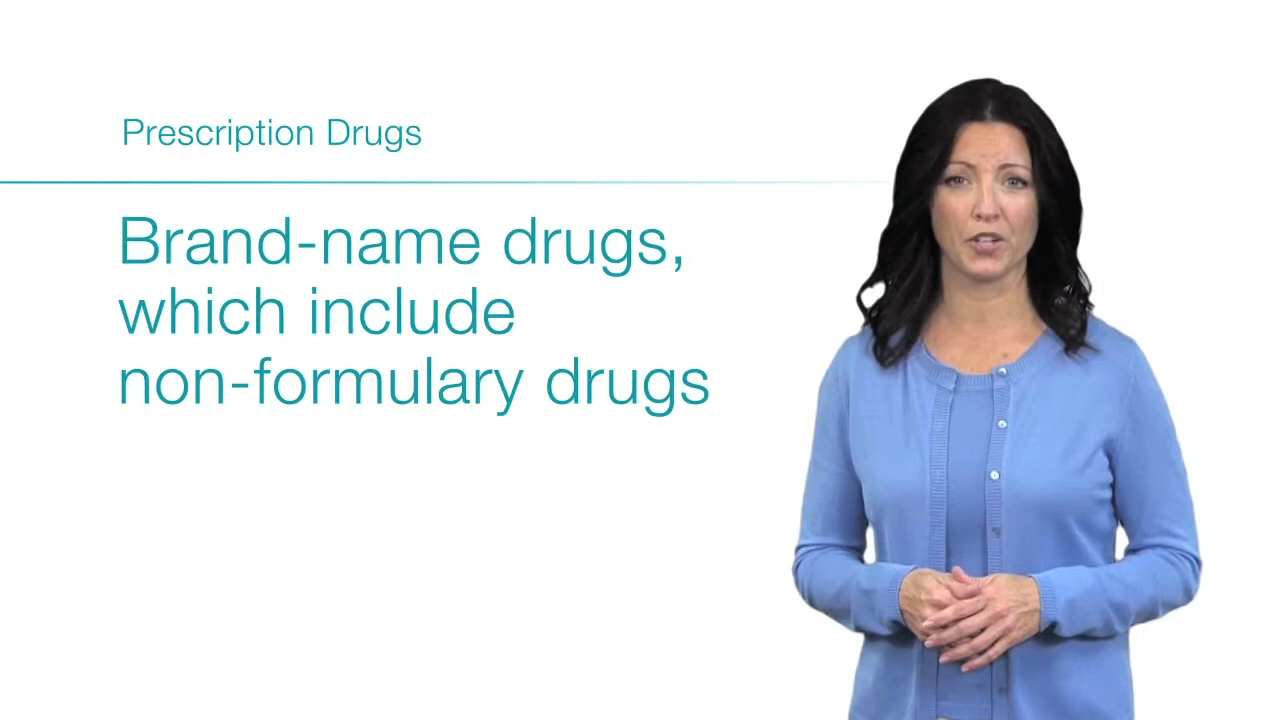 Prescription Drugs
Brand-name drugs,
which include
non-formulary drugs